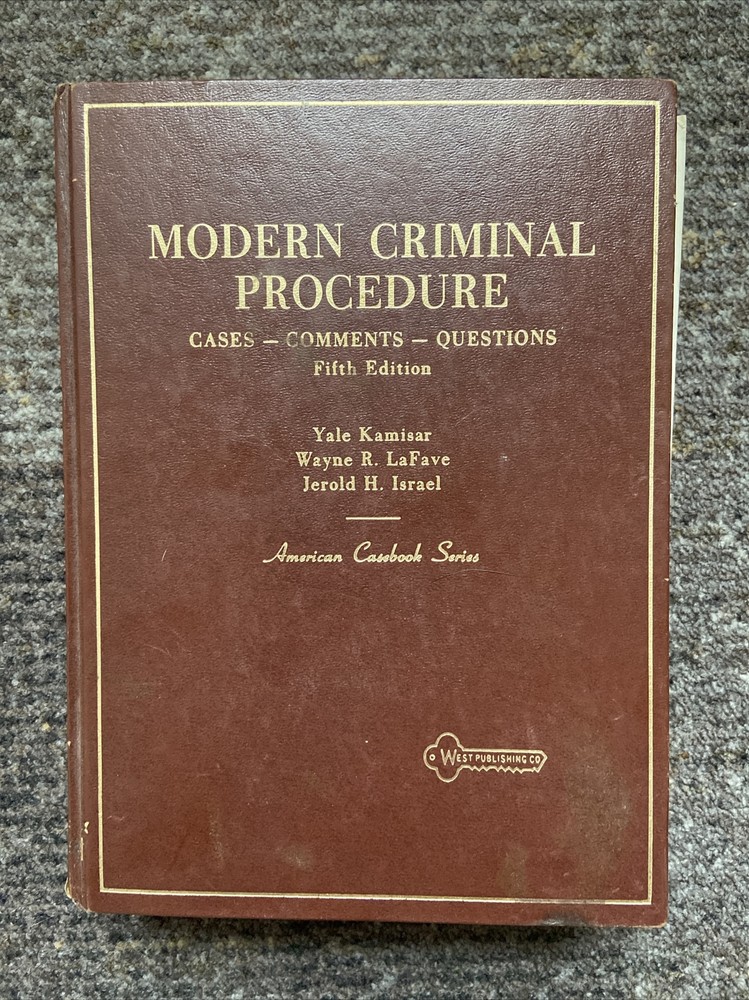 MODERN CRIMINAL
PROCEDURE
CASES — COMMENTS — QUESTIONS
Fifth Edition
Yale Kamisar
Wayne R. LaFave
Jerold H. Israel
American Casebook Series
WEST PUBLISHING CO